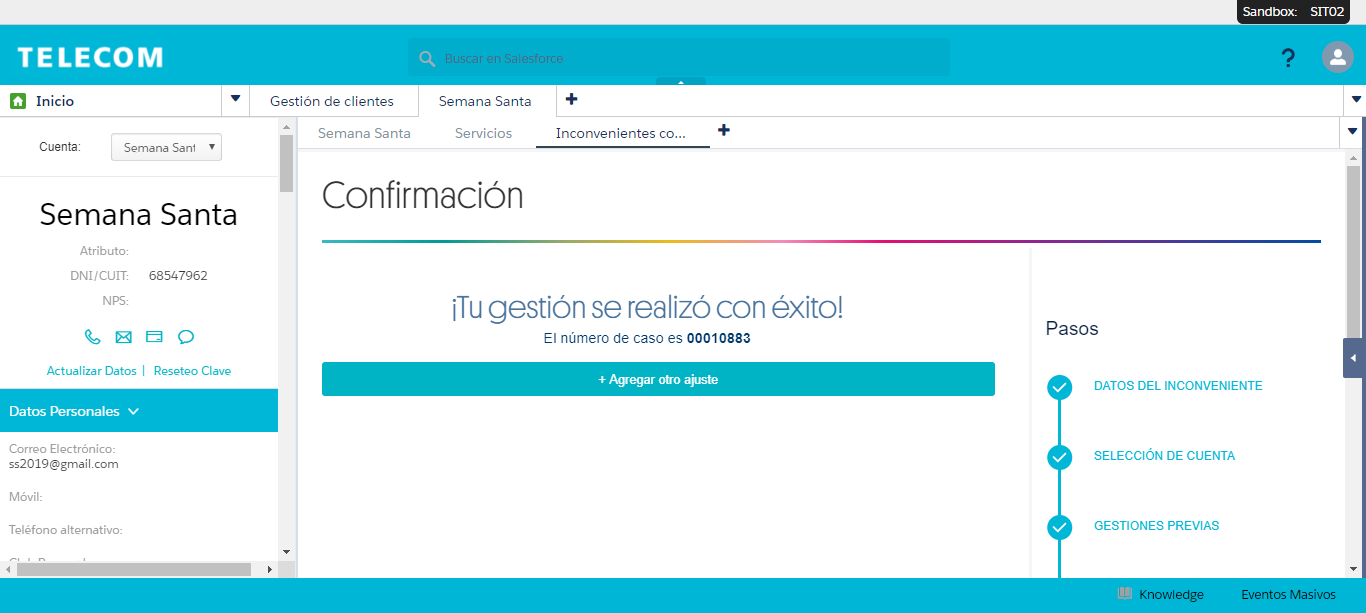 Sandbox: SIT02
TELECOM
Buscar en Salesforce
?
Inicio
Gestión de clientes
Semana Santa
Semana Santa
Servicios
Inconvenientes co...
Cuenta:
Semana Sant
Semana Santa
Atributo:
DNI/CUIT: 68547962
NPS:
Actualizar Datos | Reseteo Clave
Datos Personales
Correo Electrónico:
ss2019@gmail.com
Móvil:
Teléfono alternativo:
Confirmación
¡Tu gestión se realizó con éxito!
El número de caso es 00010883
+ Agregar otro ajuste
Pasos
DATOS DEL INCONVENIENTE
SELECCIÓN DE CUENTA
GESTIONES PREVIAS
Knowledge
Eventos Masivos